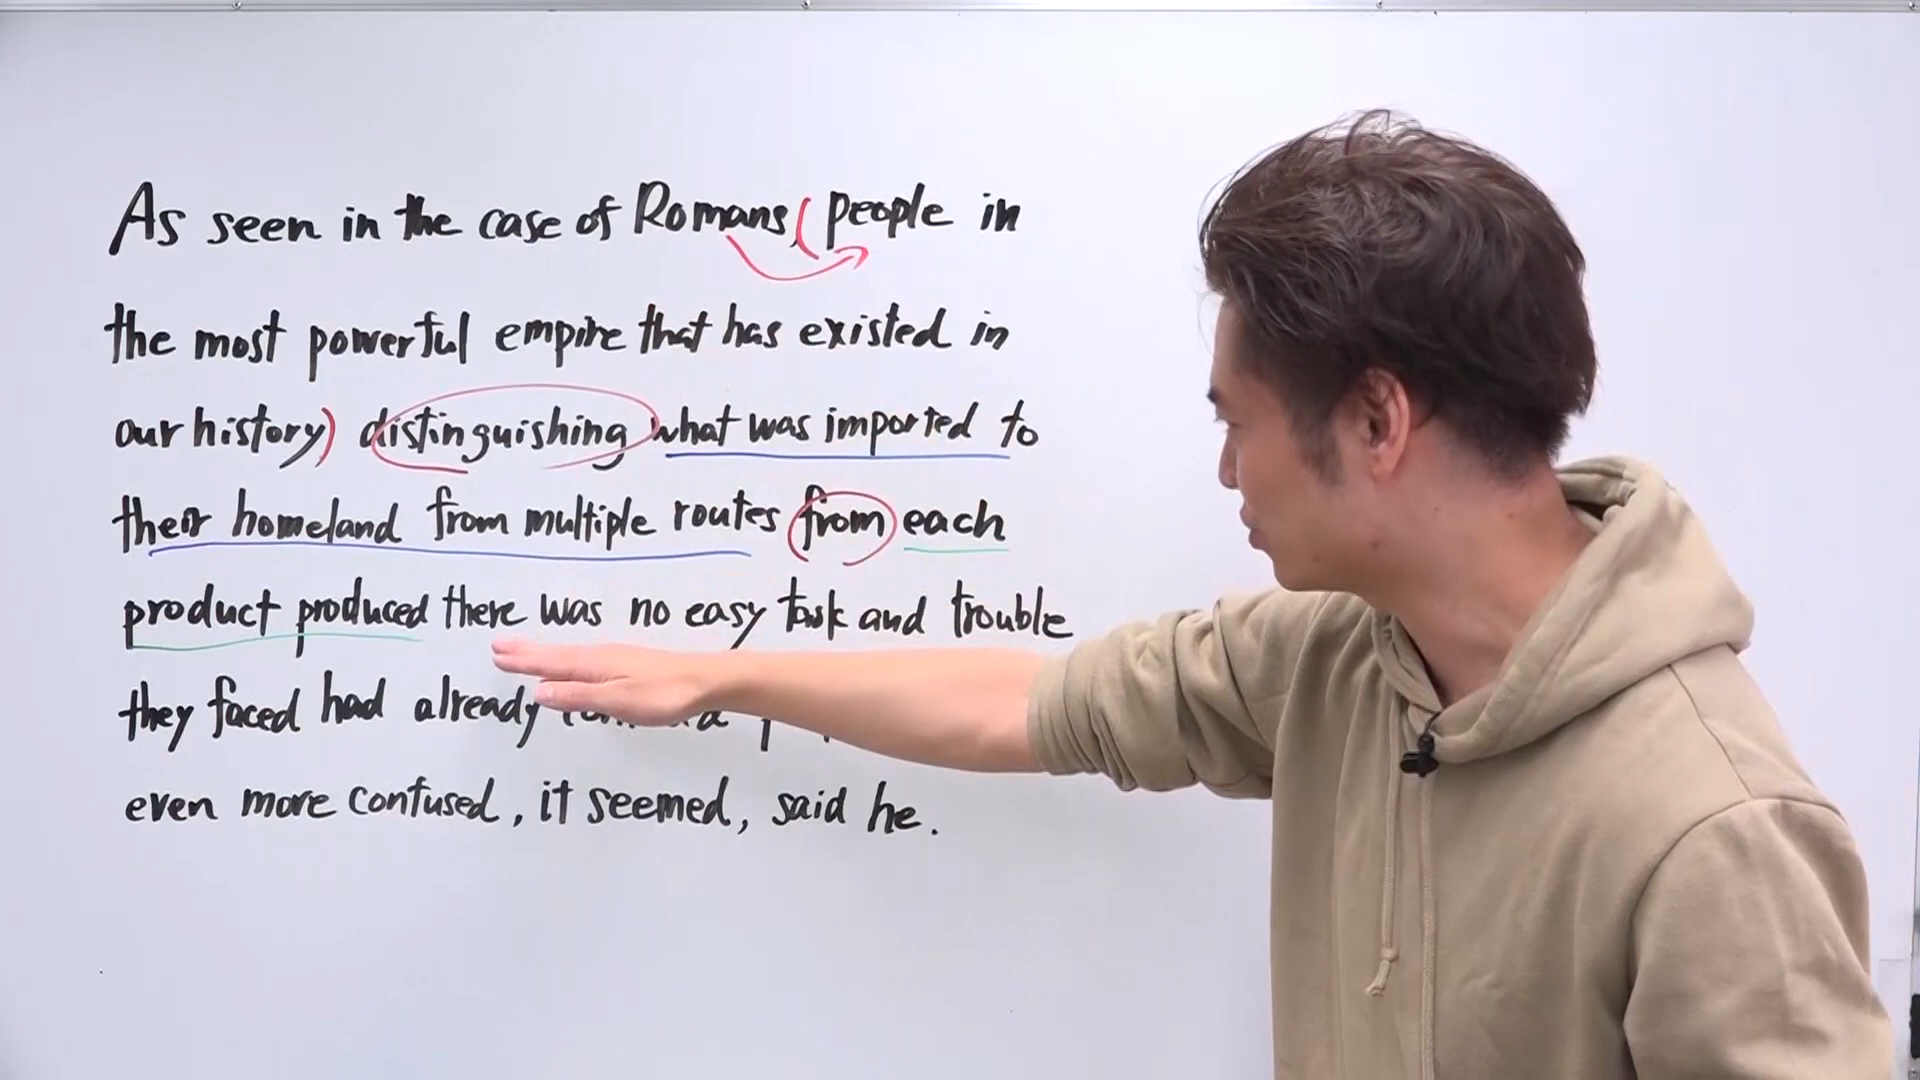 As seen in the case of Romans, people in
the most powerful empire that has existed in
our history, distinguishing what was imported to
their homeland from multiple routes from each
product produced there was no easy task and trouble
they faced had already
even more confused, it seemed, said he.